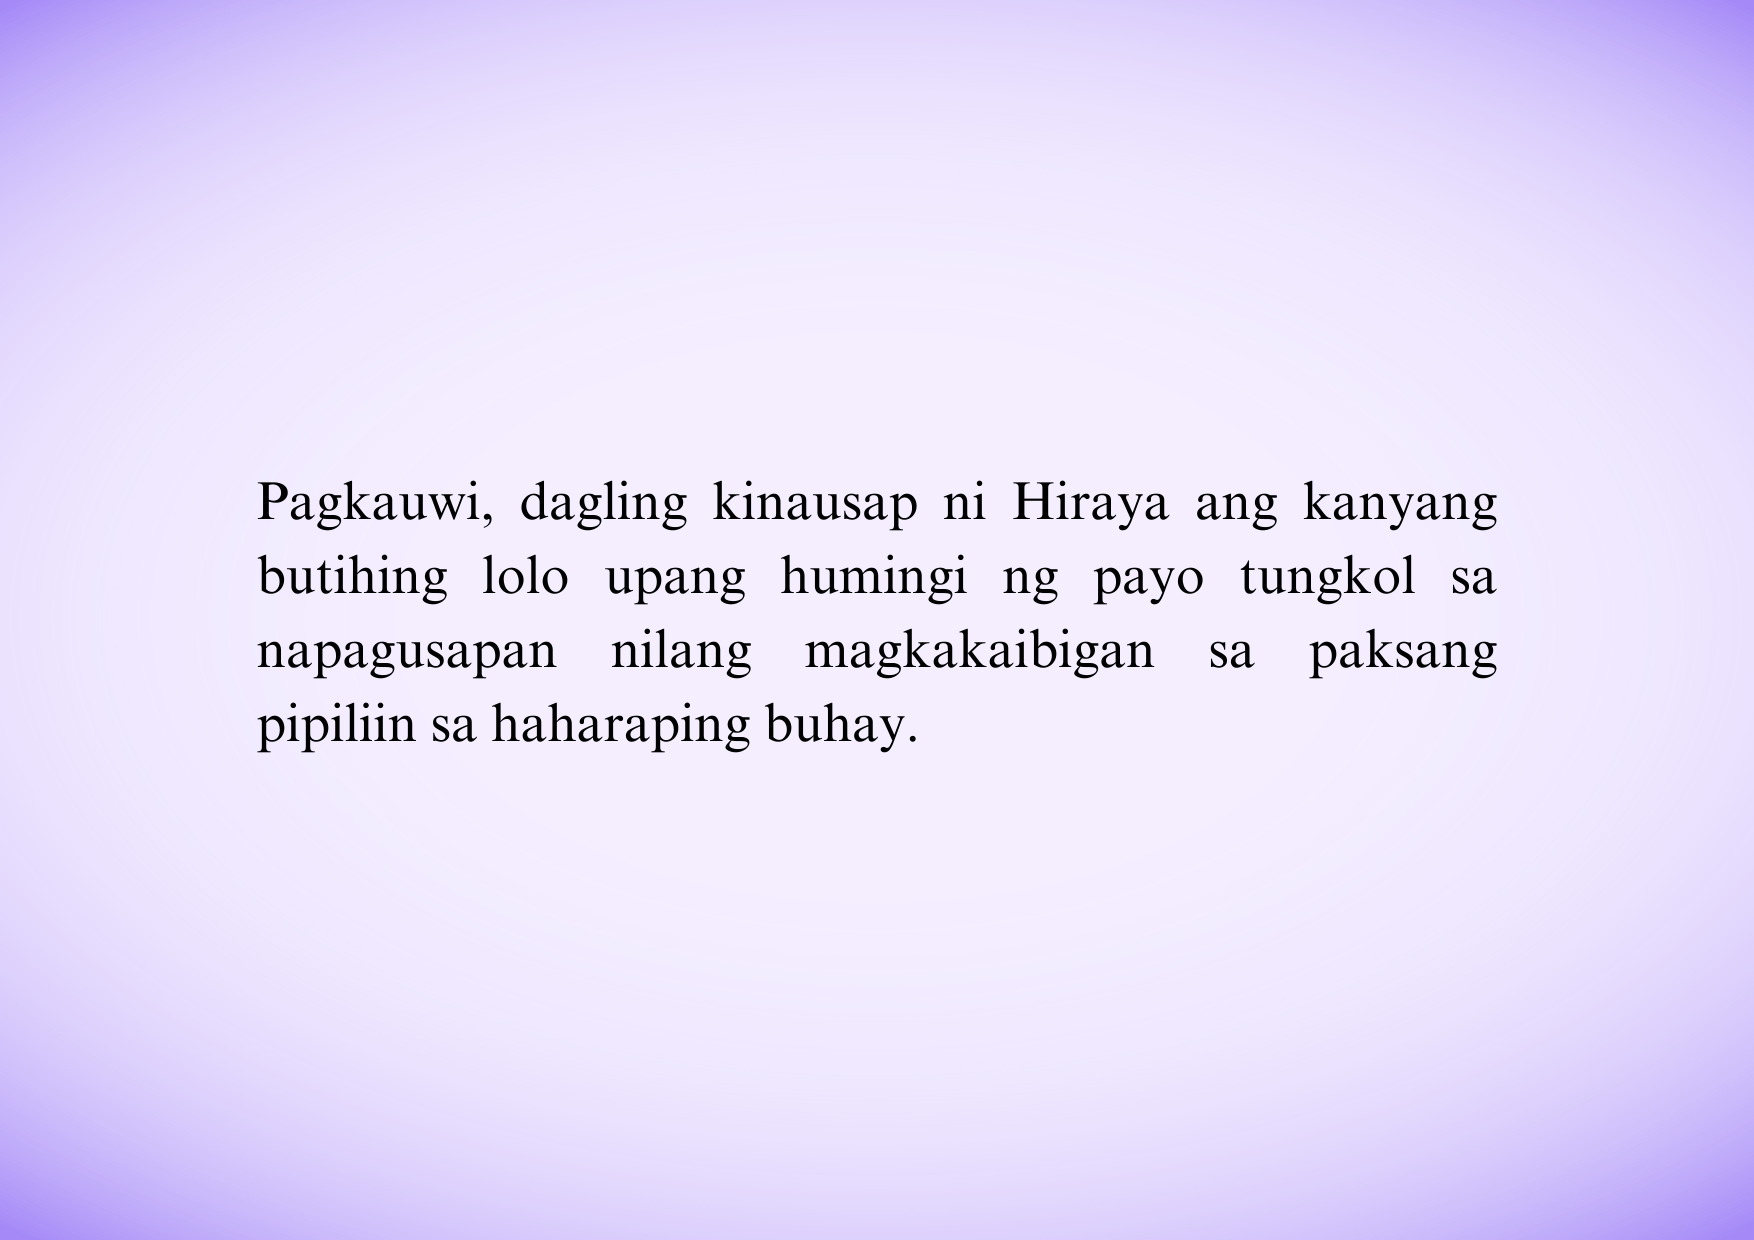 Pagkauwi, dagling kinausap ni Hiraya ang kanyang
butihing lolo upang humingi ng payo tungkol sa
napagusapan nilang magkakaibigan sa paksang
pipiliin sa haharaping buhay.